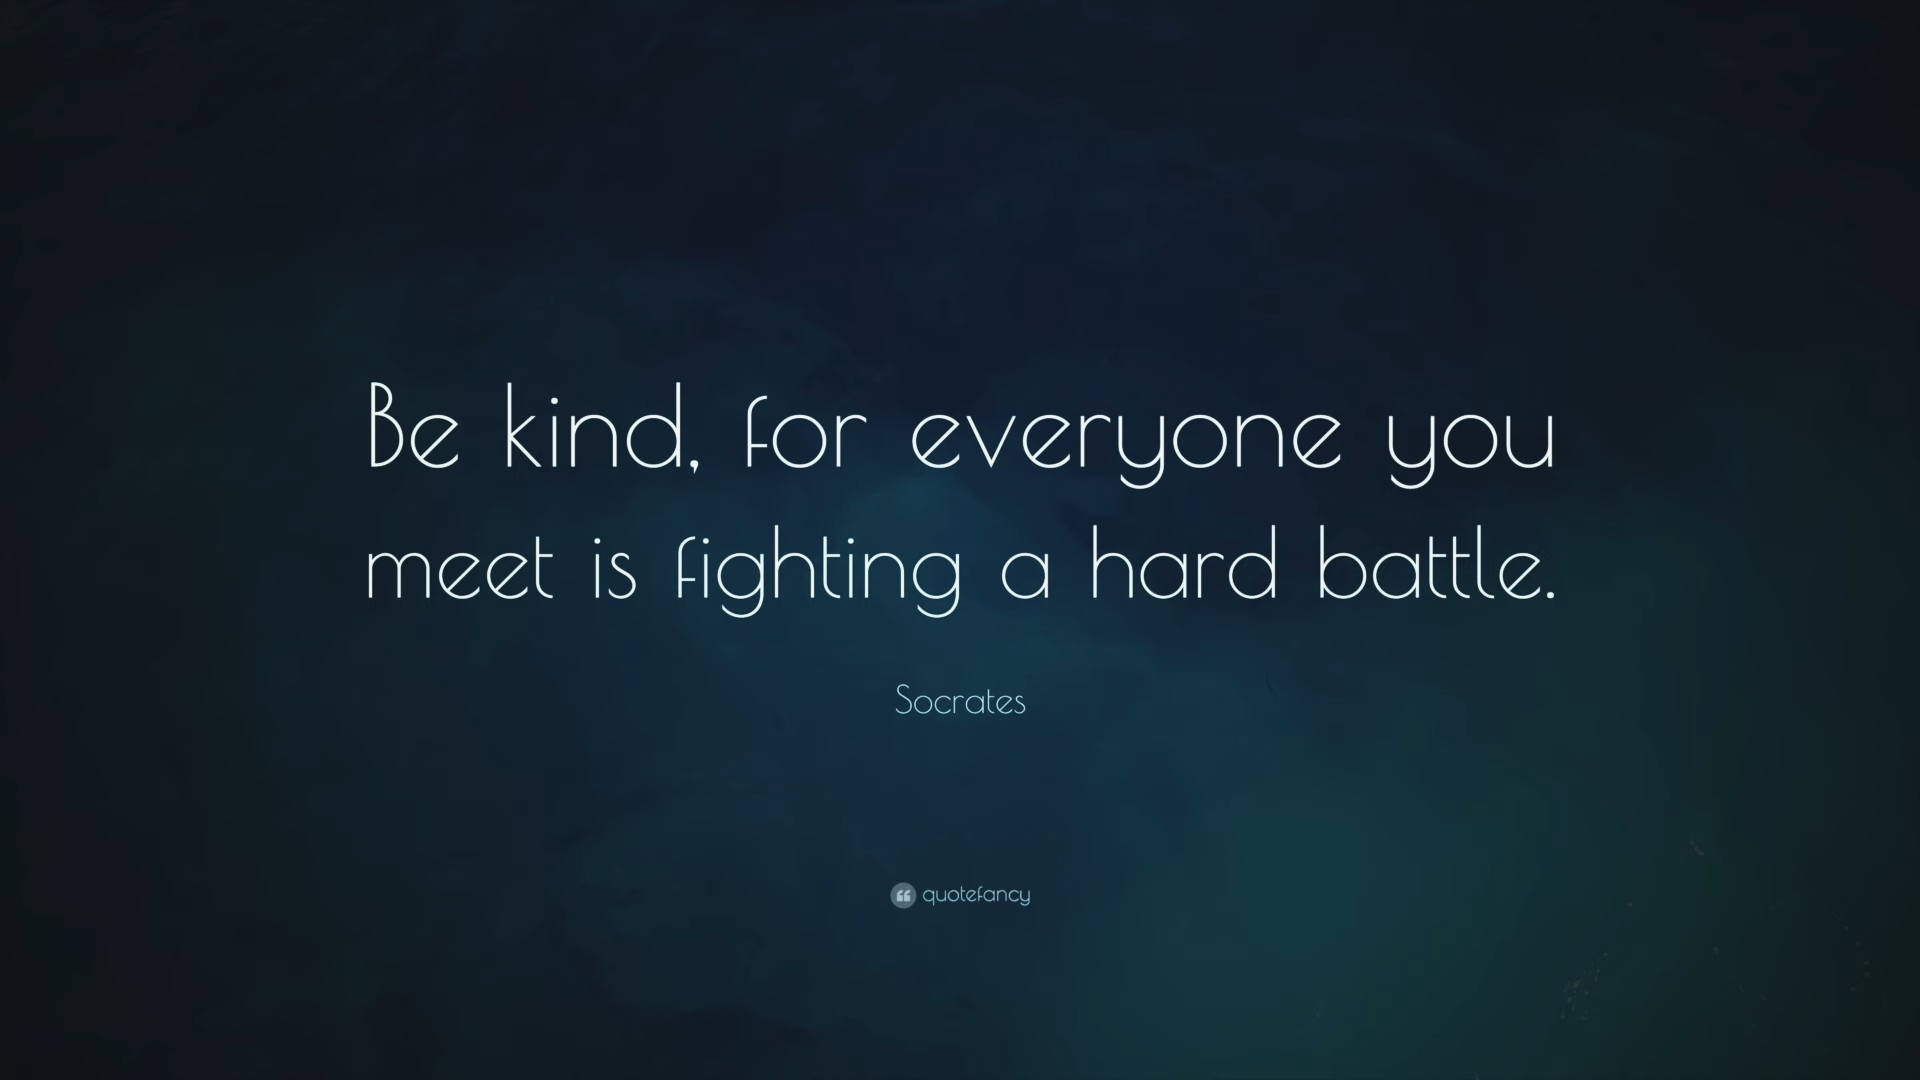 Be kind, for everyone you
meet is fighting a hard battle.
Socrates
quotefancy